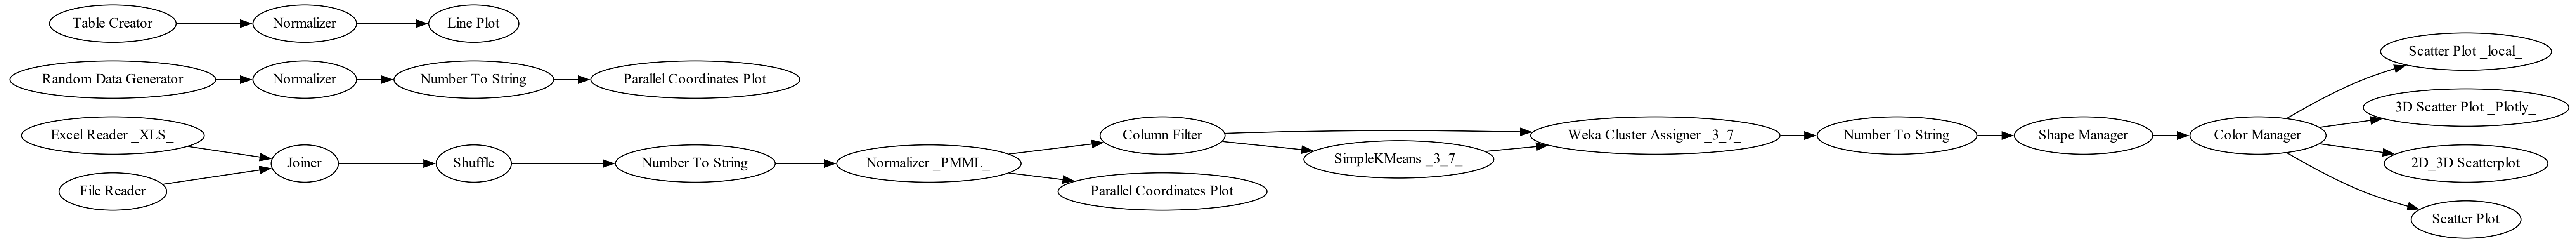 Table Creator
Normalizer
Line Plot
Random Data Generator
Normalizer
Number To String
Parallel Coordinates Plot
Excel Reader _XLS_
File Reader
Joiner
Shuffle
Number To String
Normalizer _PMML_
Column Filter
Parallel Coordinates Plot
SimpleKMeans _3_7_
Weka Cluster Assigner _3_7_
Number To String
Shape Manager
Color Manager
Scatter Plot _local_
3D Scatter Plot _Plotly_
2D_3D Scatterplot
Scatter Plot